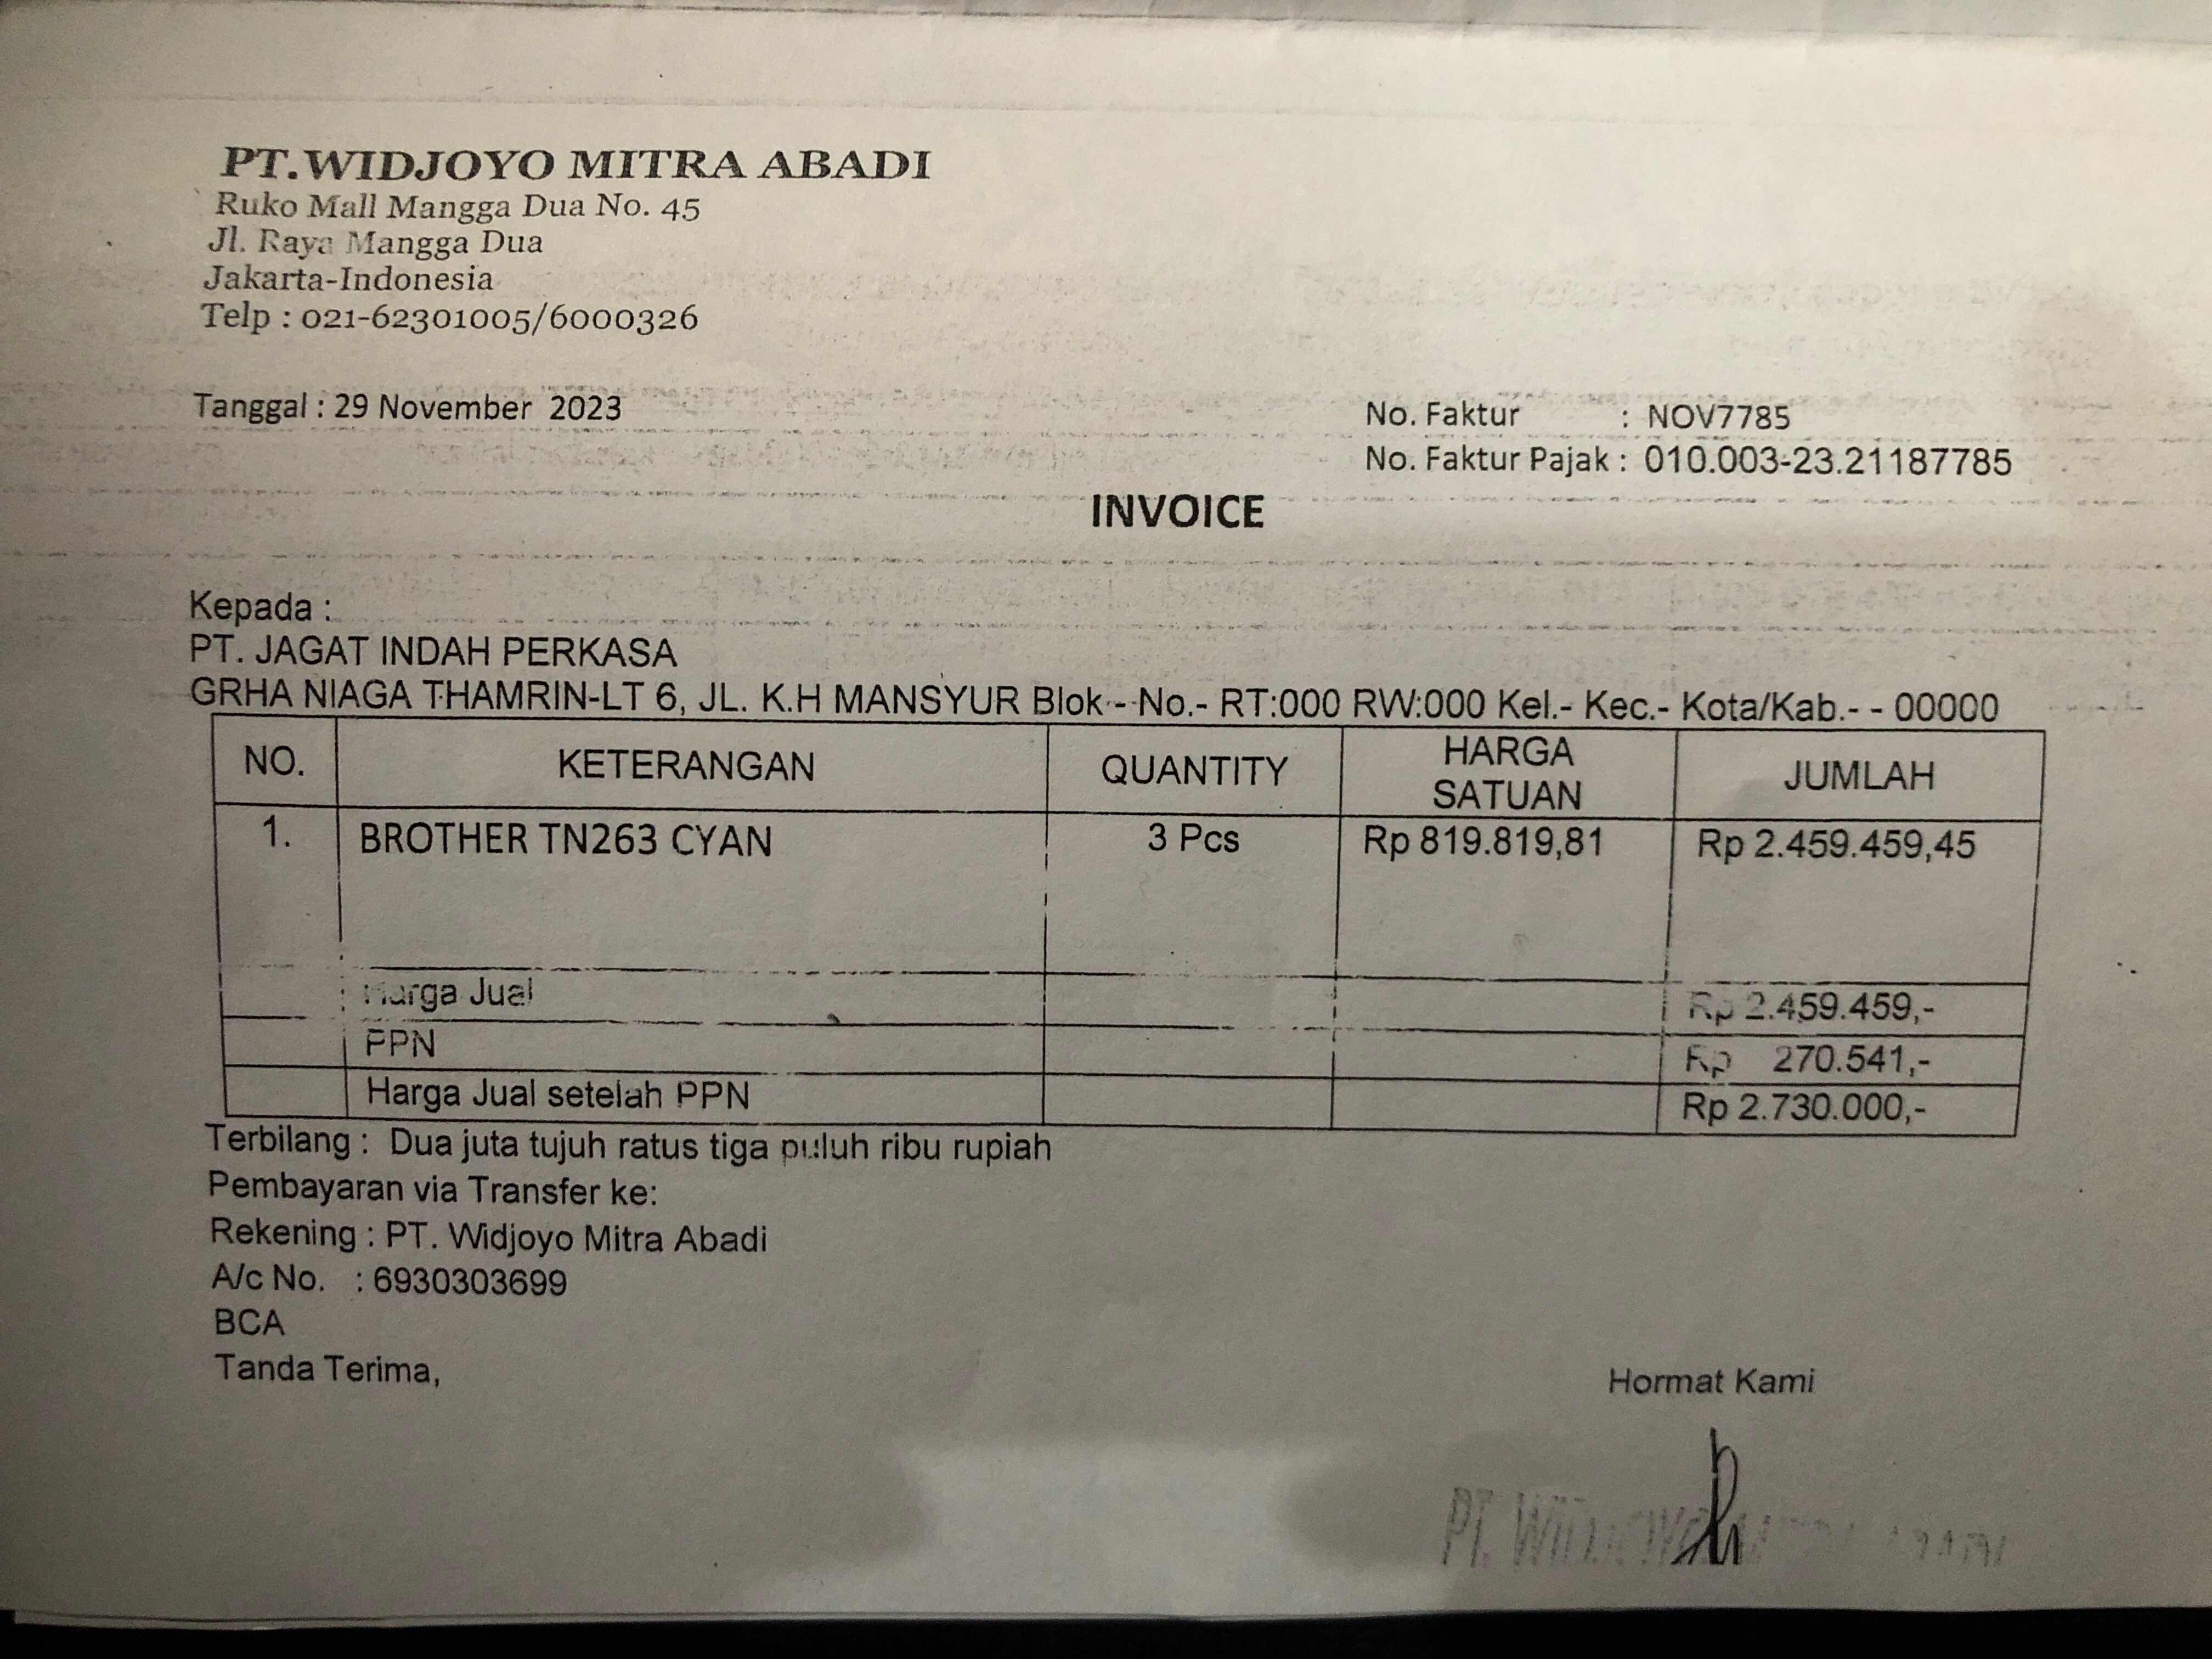 PT.WIDJOYO MITRA ABADI
Ruko Mall Mangga Dua No. 45
Jl. Raya Mangga Dua
Jakarta-Indonesia
Telp : 021-62301005/6000326
Tanggal : 29 November 2023
No. Faktur : NOV7785
No. Faktur Pajak : 010.003-23.21187785
INVOICE
Kepada :
PT. JAGAT INDAH PERKASA
GRHA NIAGA THAMRIN-LT 6, JL. K.H MANSYUR Blok - No.- RT:000 RW:000 Kel.- Kec.- Kota/Kab.- - 00000
NO. KETERANGAN QUANTITY HARGA SATUAN JUMLAH
1. BROTHER TN263 CYAN 3 Pcs Rp 819.819,81 Rp 2.459.459,45
Harga Jual Rp 2.459.459,-
PPN Rp 270.541,-
Harga Jual setelah PPN Rp 2.730.000,-
Terbilang : Dua juta tujuh ratus tiga puluh ribu rupiah
Pembayaran via Transfer ke:
Rekening : PT. Widjoyo Mitra Abadi
A/c No. : 6930303699
BCA
Tanda Terima,
Hormat Kami
PT. WIDJOYO